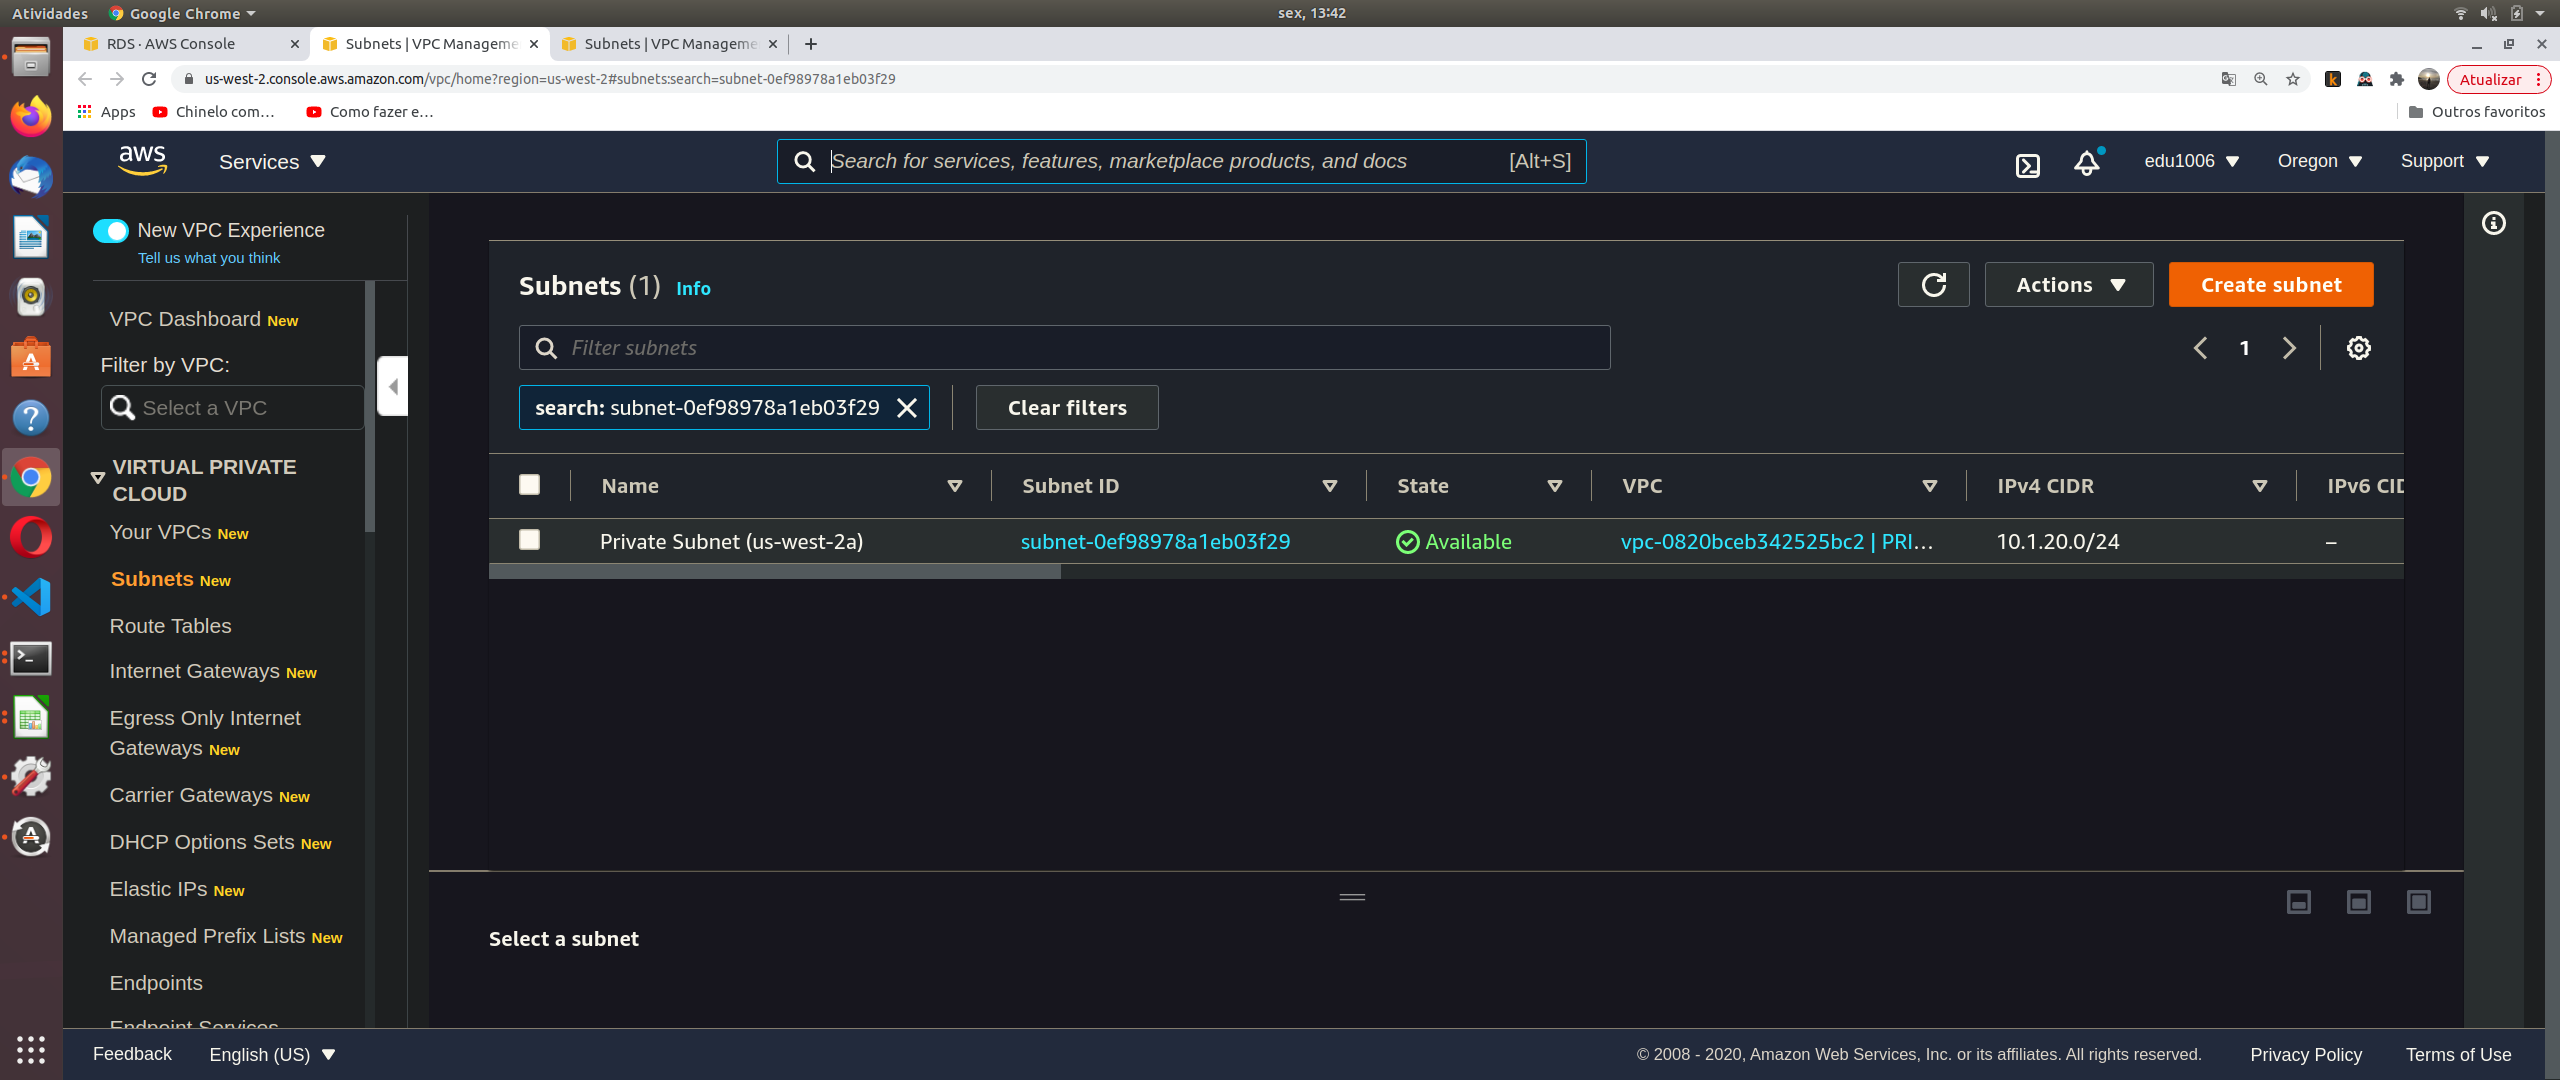 Atividades
Google Chrome
sex, 13:42
RDS · AWS Console
Subnets | VPC Manageme
Subnets | VPC Manageme
us-west-2.console.aws.amazon.com/vpc/home?region=us-west-2#subnets:search=subnet-0ef98978a1eb03f29
Atualizar
Apps
Chinelo com…
Como fazer e…
Outros favoritos
aws
Services
Search for services, features, marketplace products, and docs
[Alt+S]
edu1006
Oregon
Support
New VPC Experience
Tell us what you think
VPC Dashboard New
Filter by VPC:
Select a VPC
VIRTUAL PRIVATE
CLOUD
Your VPCs New
Subnets New
Route Tables
Internet Gateways New
Egress Only Internet
Gateways New
Carrier Gateways New
DHCP Options Sets New
Elastic IPs New
Managed Prefix Lists New
Endpoints
Endpoint Services
Subnets (1) Info
Actions
Create subnet
Filter subnets
1
search: subnet-0ef98978a1eb03f29
Clear filters
Name
Subnet ID
State
VPC
IPv4 CIDR
IPv6 CID
Private Subnet (us-west-2a)
subnet-0ef98978a1eb03f29
Available
vpc-0820bceb342525bc2 | PRI…
10.1.20.0/24
–
Select a subnet
Feedback
English (US)
© 2008 - 2020, Amazon Web Services, Inc. or its affiliates. All rights reserved.
Privacy Policy
Terms of Use